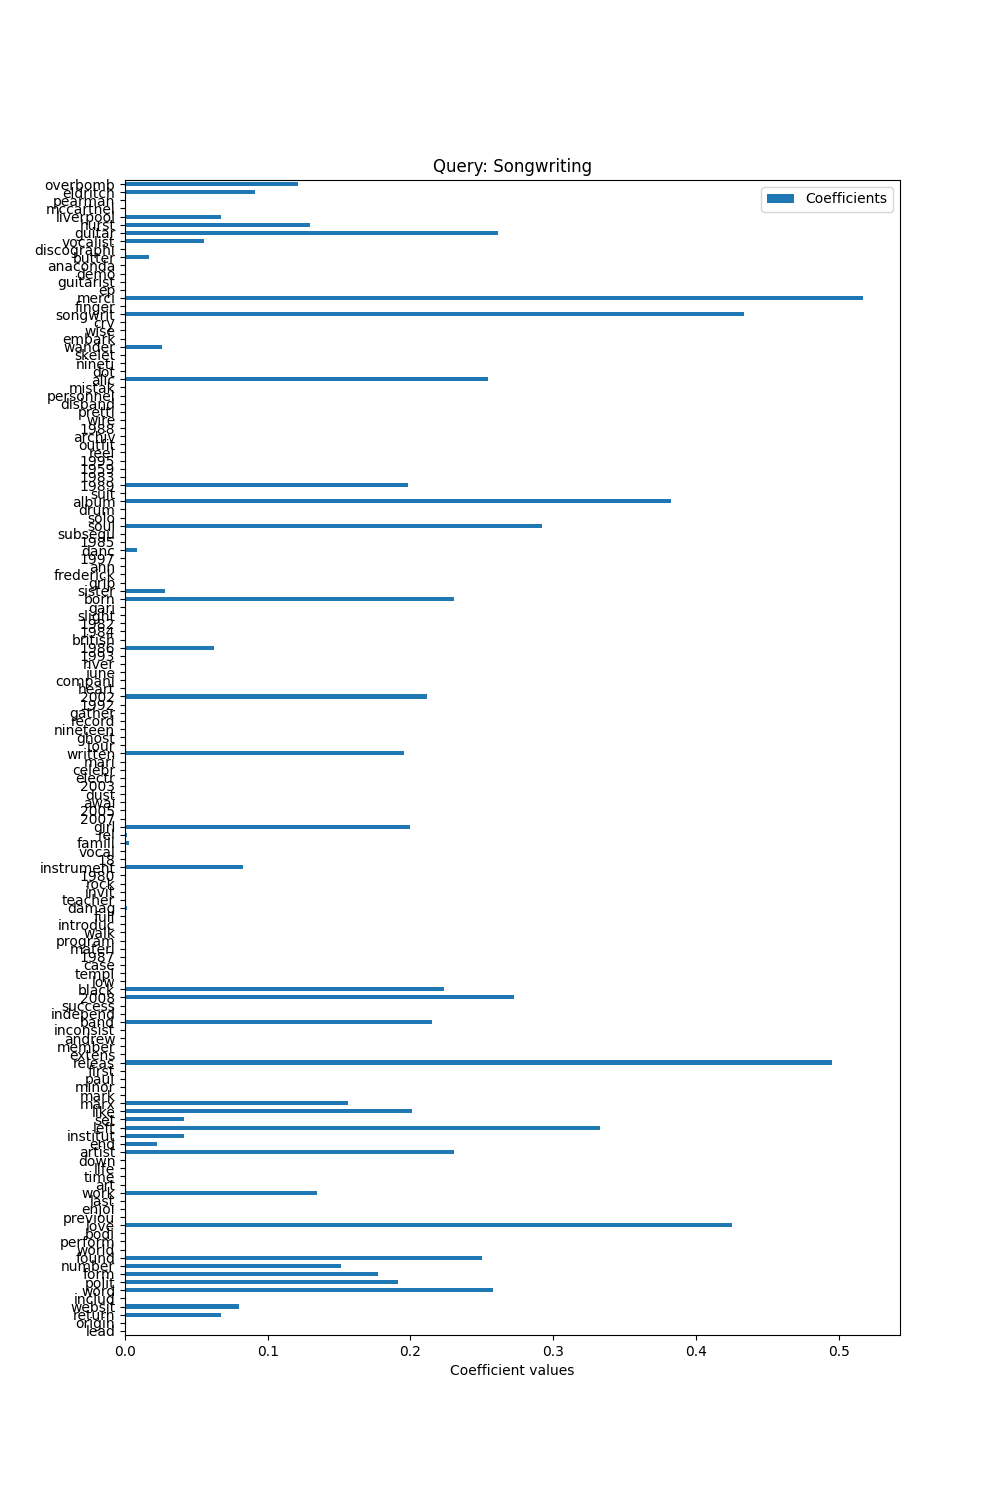 Query: Songwriting
Coefficients
overbomb
eldritch
pearman
mccartnei
liverpool
hurst
guitar
vocalist
discographi
butter
anaconda
demo
guitarist
ep
merci
finger
songwrit
cry
wise
embark
wander
skelet
nineti
dot
alic
mistak
personnel
disband
pretti
wire
1988
archiv
outfit
reel
1995
1959
1983
1989
suit
album
drum
solo
soul
subsequ
1985
danc
1997
ann
frederick
grip
sister
born
gari
slight
1982
1984
british
1986
1993
river
june
compani
heart
2002
1992
gather
record
nineteen
ghost
tour
written
mari
celebr
electr
2003
dust
awai
2005
2007
girl
rel
famili
vocal
18
instrument
1980
rock
invit
teacher
damag
full
introduc
walk
program
materi
1987
case
templ
low
black
2008
success
independ
band
inconsist
andrew
member
extens
releas
first
paul
minor
mark
marx
like
set
left
institut
end
artist
down
life
time
art
work
last
enjoi
previou
love
bodi
perform
world
found
number
form
polit
word
includ
websit
return
origin
lead
0.0 0.1 0.2 0.3 0.4 0.5
Coefficient values